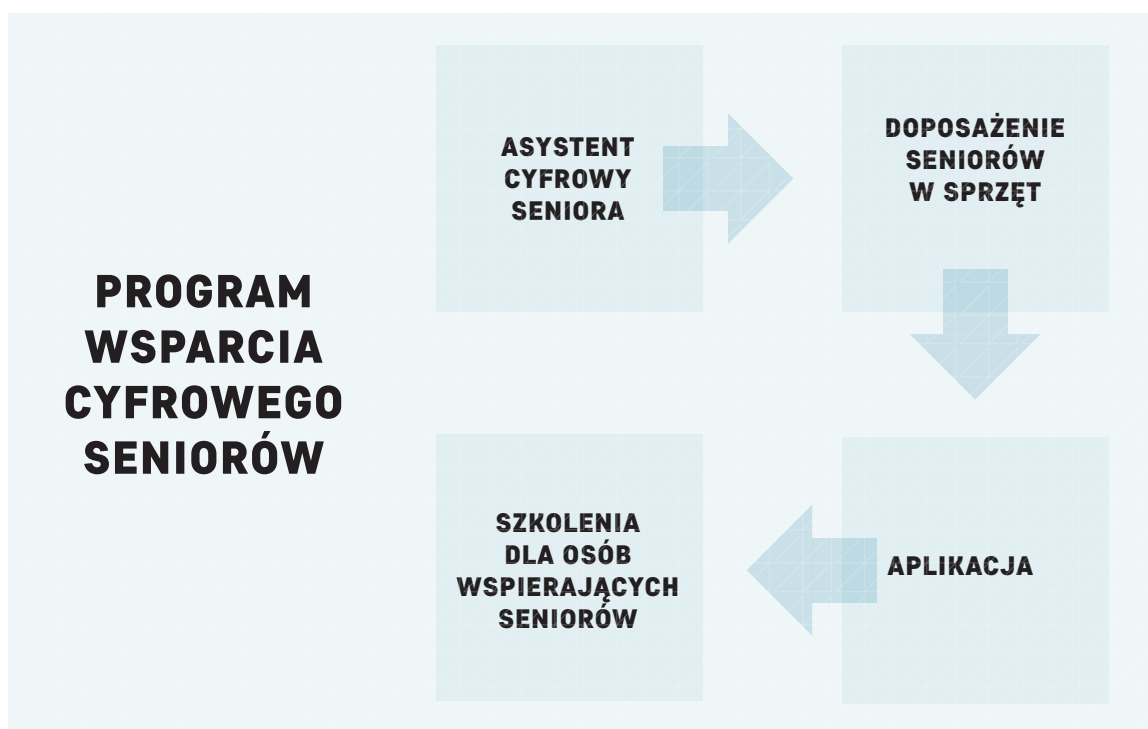 PROGRAM
WSPARCIA
CYFROWEGO
SENIORÓW
ASYSTENT
CYFROWY
SENIORA
DOPOSAŻENIE
SENIORÓW
W SPRZĘT
APLIKACJA
SZKOLENIA
DLA OSÓB
WSPIERAJĄCYCH
SENIORÓW